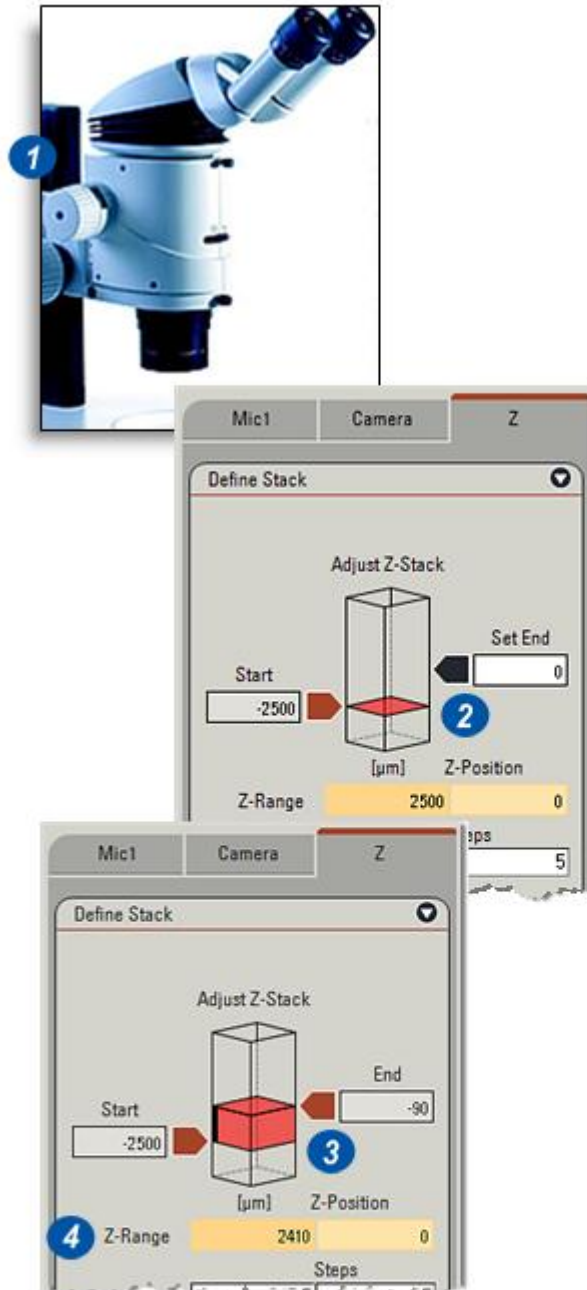 1
Mic1 Camera Z
Define Stack
Adjust Z-Stack
Set End
0
Start
-2500
2
[µm] Z-Position
Z-Range 2500 0
eps
5
Mic1 Camera Z
Define Stack
Adjust Z-Stack
End
-90
Start
-2500
3
[µm] Z-Position
4 Z-Range 2410 0
Steps